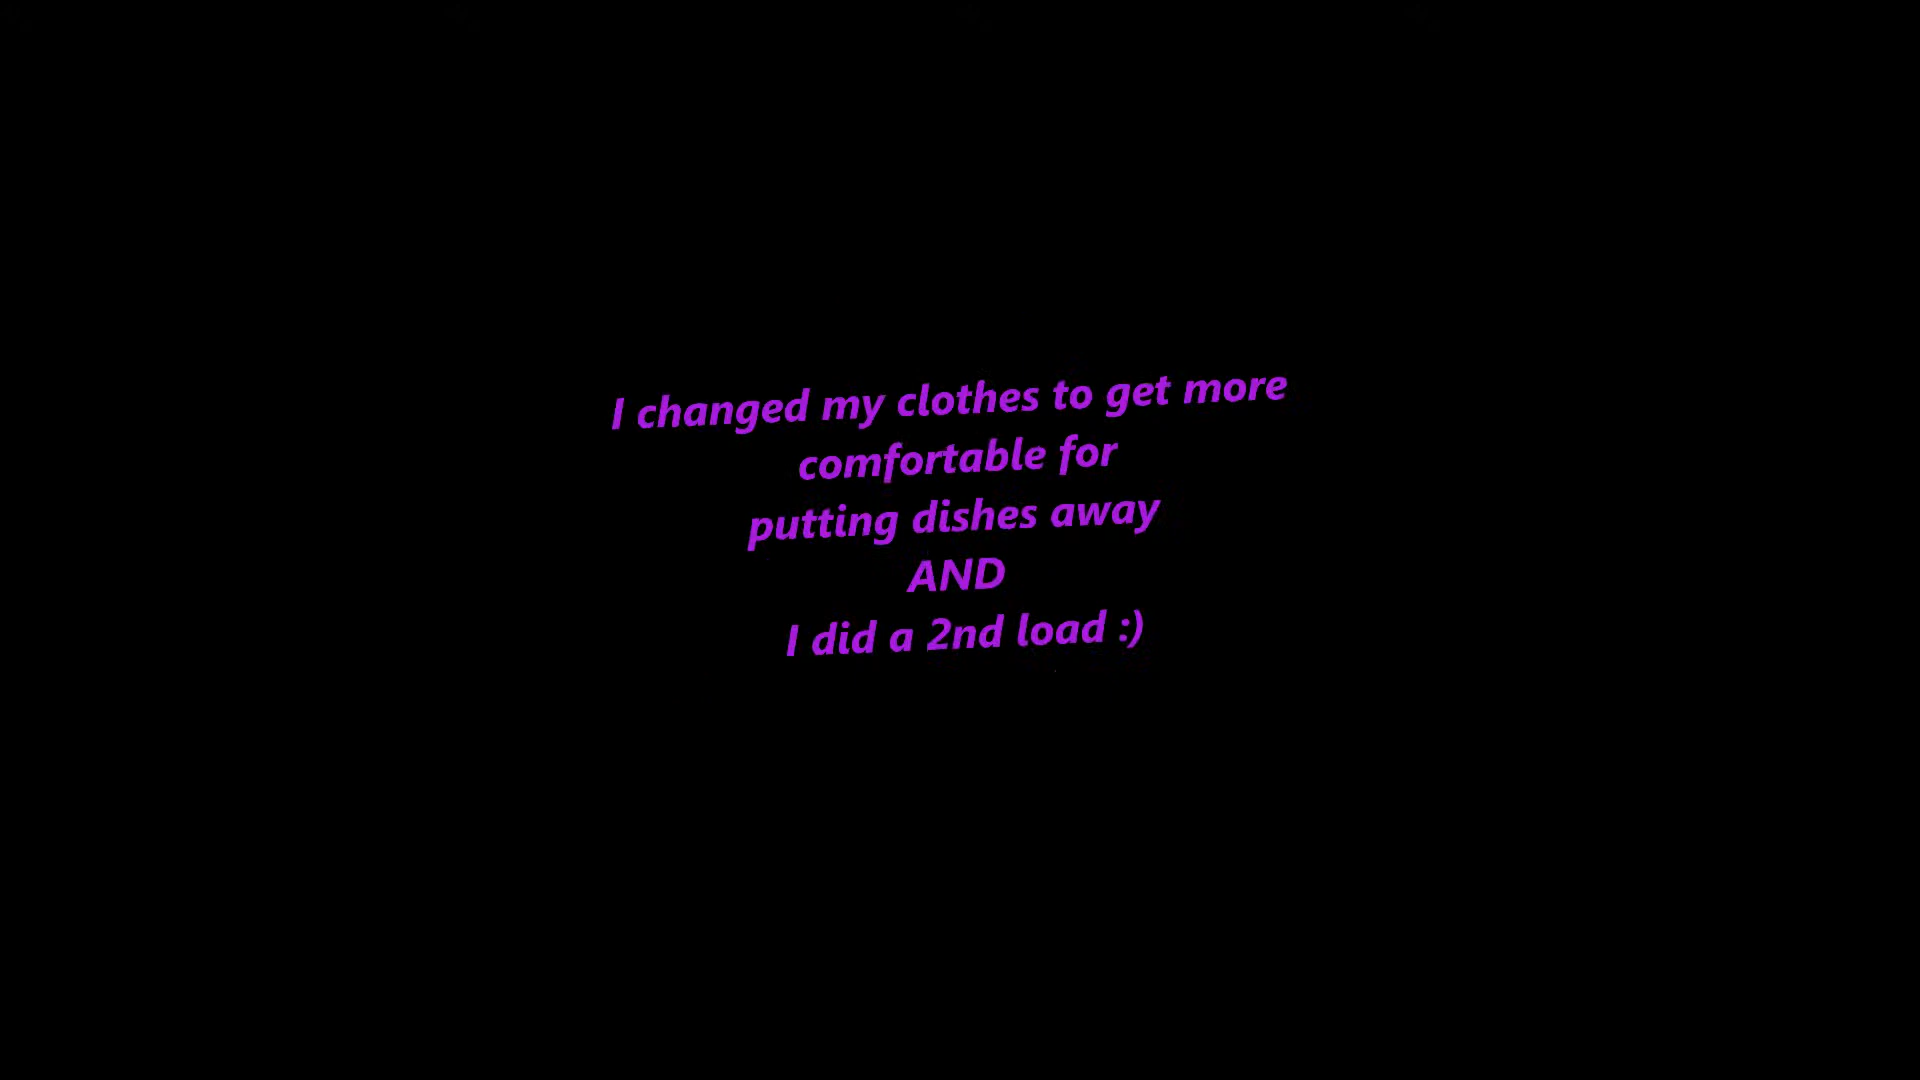 I changed my clothes to get more
comfortable for
putting dishes away
AND
I did a 2nd load :)